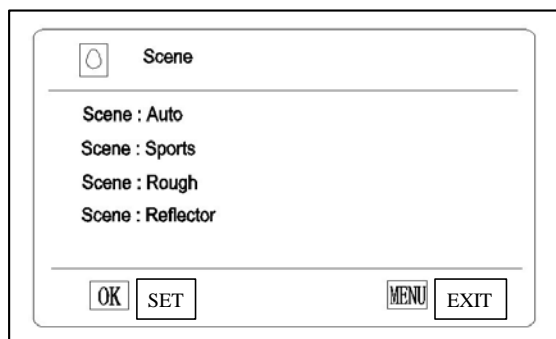 Scene
Scene : Auto
Scene : Sports
Scene : Rough
Scene : Reflector
OK SET MENU EXIT